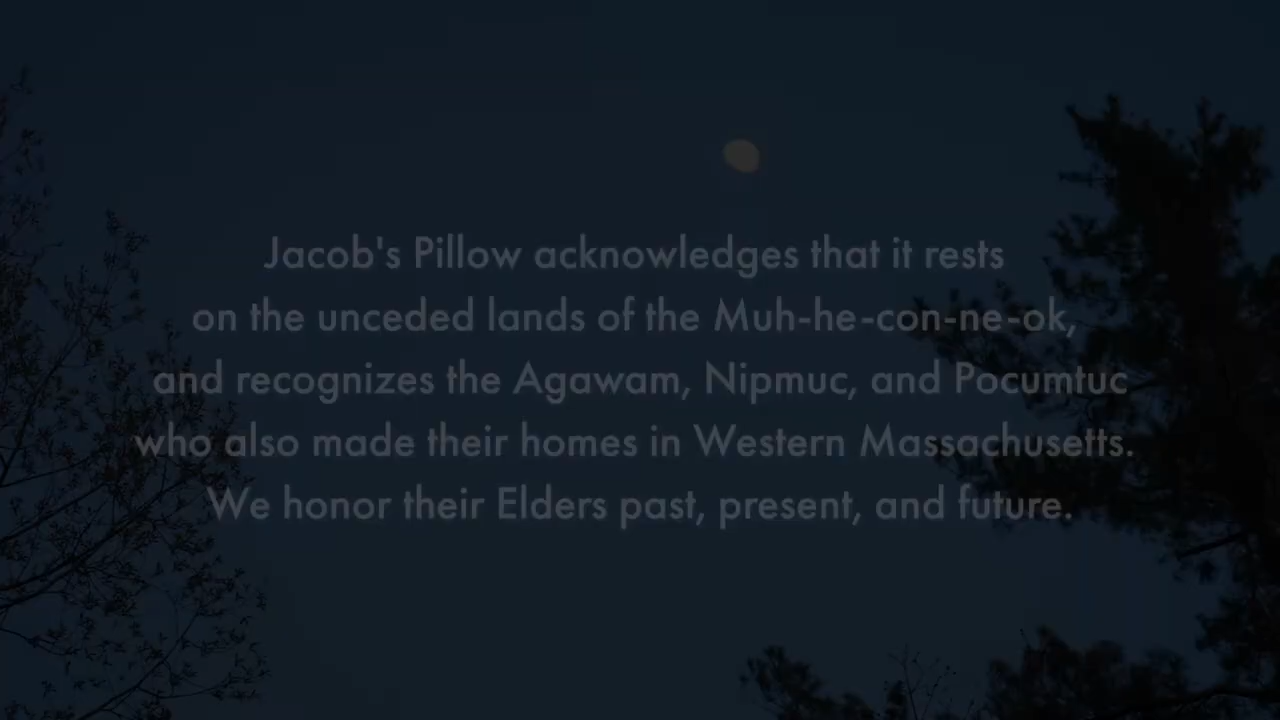 Jacob's Pillow acknowledges that it rests
on the unceded lands of the Muh-he-con-ne-ok,
and recognizes the Agawam, Nipmuc, and Pocumtuc
who also made their homes in Western Massachusetts.
We honor their Elders past, present, and future.